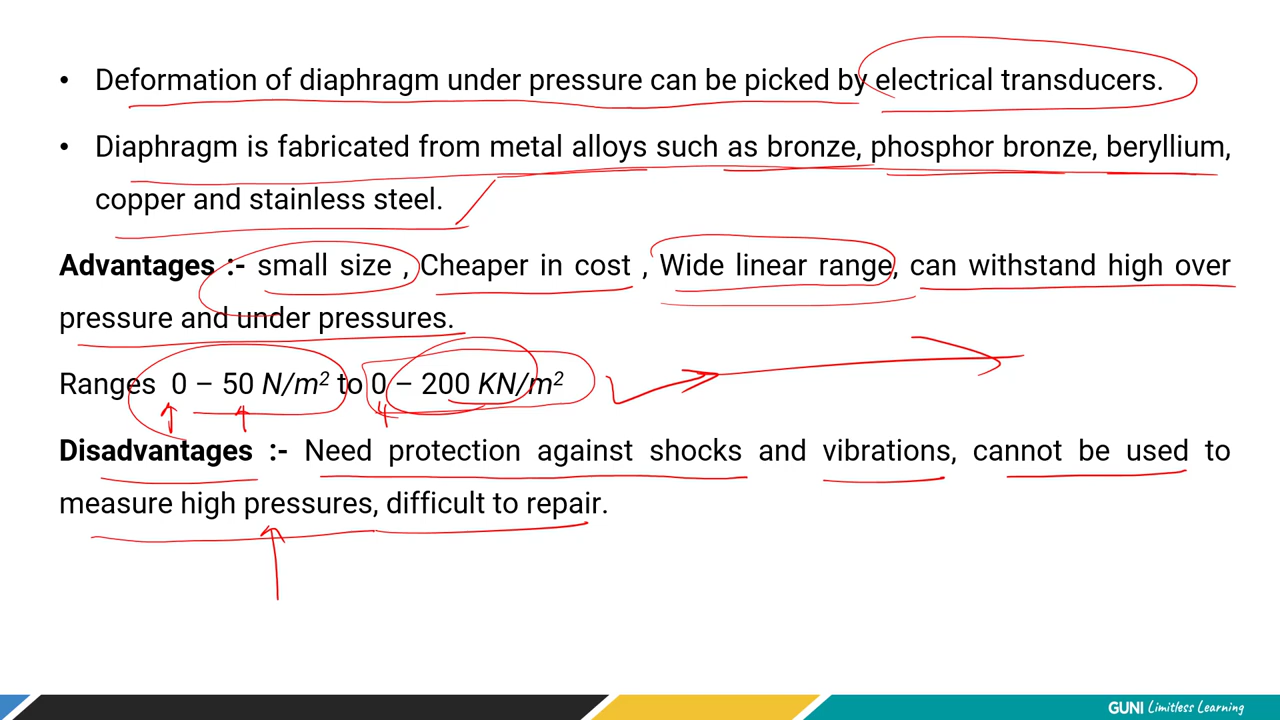 • Deformation of diaphragm under pressure can be picked by electrical transducers.
• Diaphragm is fabricated from metal alloys such as bronze, phosphor bronze, beryllium,
copper and stainless steel.
Advantages :- small size , Cheaper in cost , Wide linear range, can withstand high over
pressure and under pressures.
Ranges 0 – 50 N/m² to 0 – 200 KN/m²
Disadvantages :- Need protection against shocks and vibrations, cannot be used to
measure high pressures, difficult to repair.
GUNI Limitless Learning